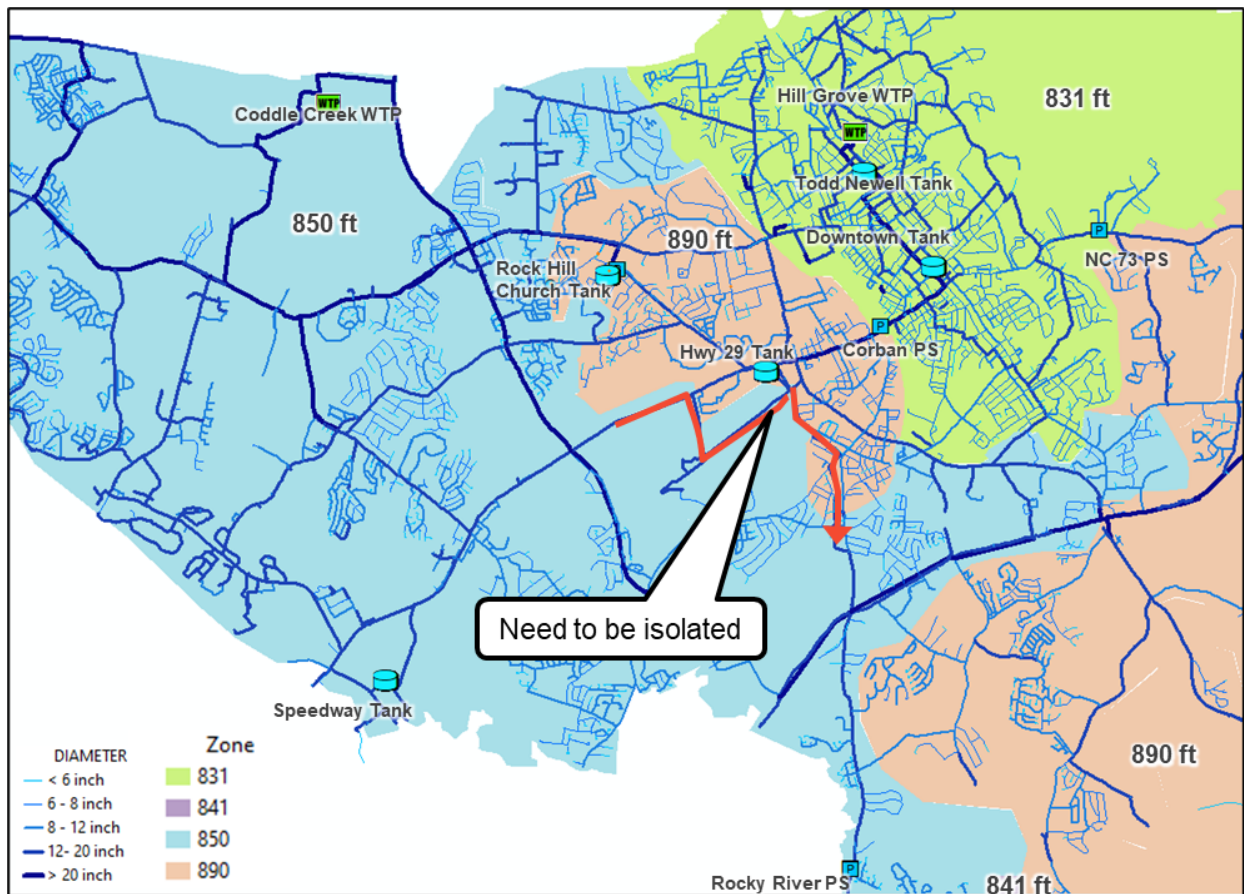 WTP
Coddle Creek WTP
Hill Grove WTP
831 ft
WTP
Todd Newell Tank
850 ft
890 ft
Downtown Tank
P
NC 73 PS
Rock Hill
Church Tank
P
Corban PS
Hwy 29 Tank
Need to be isolated
Speedway Tank
DIAMETER
< 6 inch
6 - 8 inch
8 - 12 inch
12- 20 inch
> 20 inch
Zone
831
841
850
890
890 ft
P
Rocky River PS
841 ft